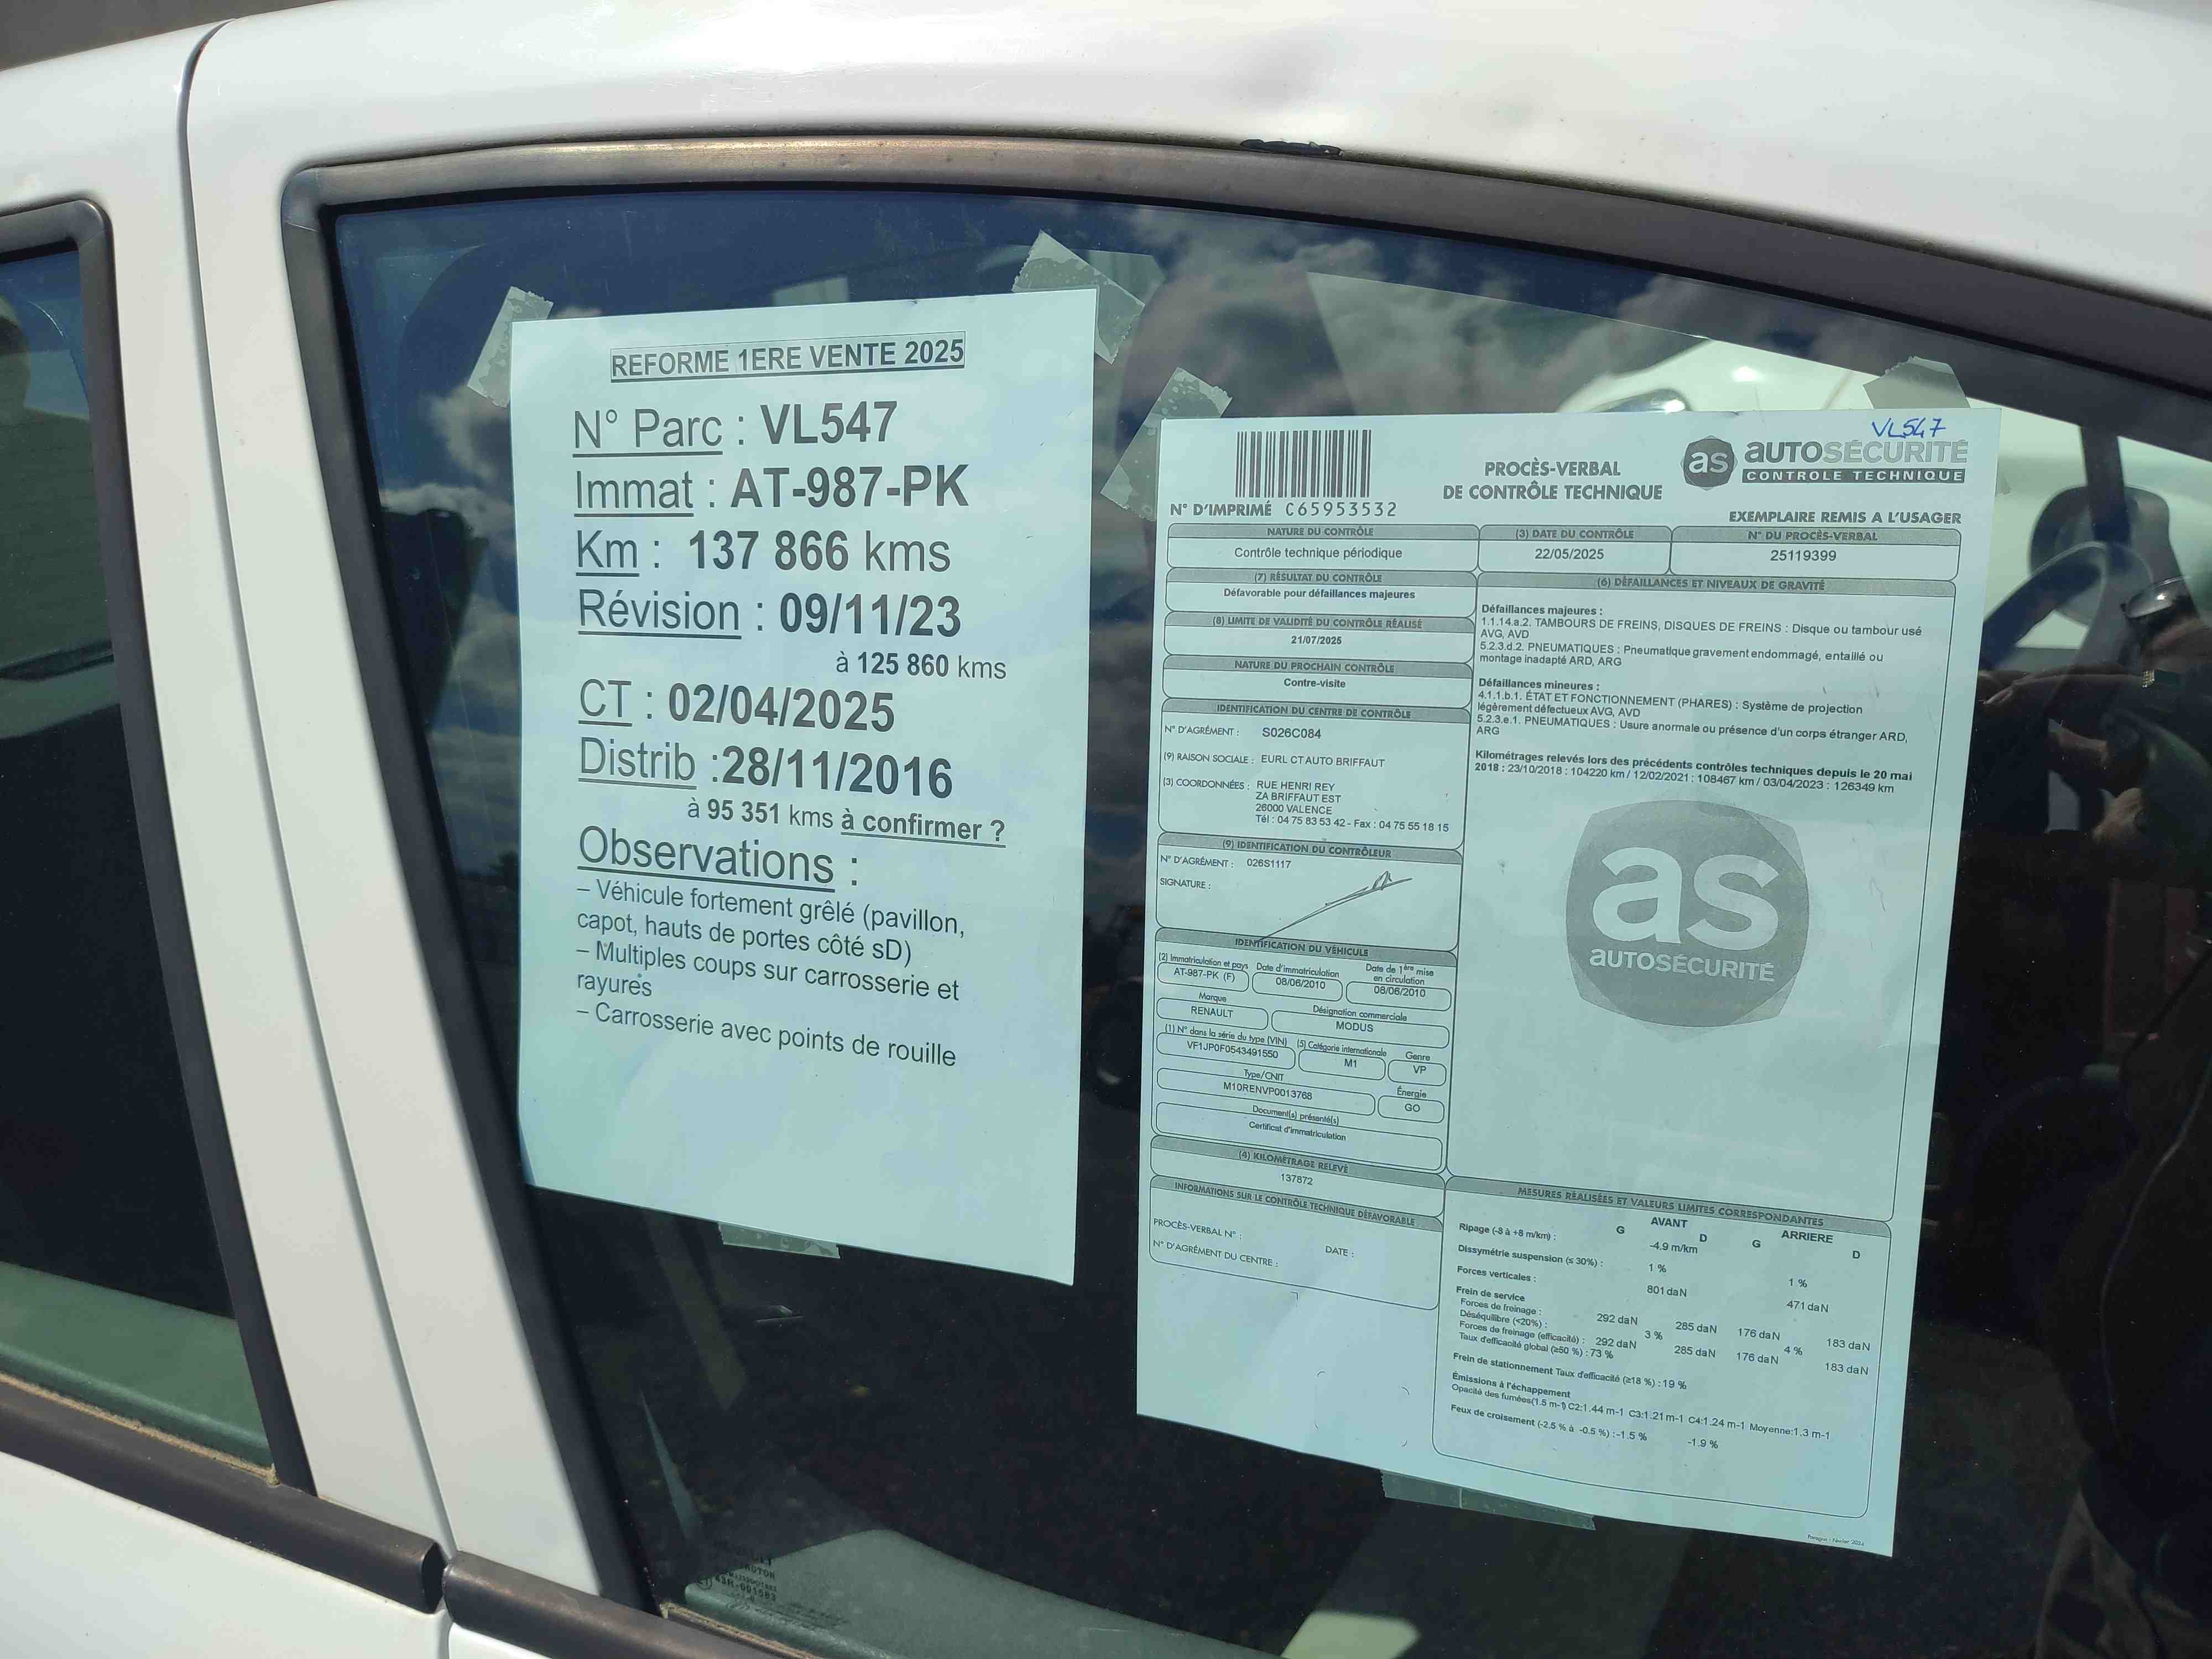 REFORME 1ERE VENTE 2025
N° Parc : VL547
Immat : AT-987-PK
Km : 137 866 kms
Révision : 09/11/23
à 125 860 kms
CT : 02/04/2025
Distrib :28/11/2016
à 95 351 kms à confirmer ?
Observations :
– Véhicule fortement grêlé (pavillon,
capot, hauts de portes côté sD)
– Multiples coups sur carrosserie et
rayures
– Carrosserie avec points de rouille
VL547
as AUTOSÉCURITÉ
CONTROLE TECHNIQUE
PROCÈS-VERBAL
DE CONTRÔLE TECHNIQUE
N° D'IMPRIMÉ C65953532
EXEMPLAIRE REMIS A L'USAGER
NATURE DU CONTRÔLE
Contrôle technique périodique
(3) DATE DU CONTRÔLE
22/05/2025
N° DU PROCÈS-VERBAL
25119399
(7) RÉSULTAT DU CONTRÔLE
Défavorable pour défaillances majeures
(8) LIMITE DE VALIDITÉ DU CONTRÔLE RÉALISÉ
21/07/2025
NATURE DU PROCHAIN CONTRÔLE
Contre-visite
IDENTIFICATION DU CENTRE DE CONTRÔLE
N° D'AGRÉMENT : S026C084
(9) RAISON SOCIALE : EURL CT AUTO BRIFFAUT
(3) COORDONNÉES : RUE HENRI REY
ZA BRIFFAUT EST
26000 VALENCE
Tél : 04 75 83 53 42 - Fax : 04 75 55 18 15
(9) IDENTIFICATION DU CONTRÔLEUR
N° D'AGRÉMENT : 026S1117
SIGNATURE :
IDENTIFICATION DU VÉHICULE
(2) Immatriculation et pays
AT-987-PK (F)
Date d'immatriculation
08/06/2010
Date de 1ère mise
en circulation
08/06/2010
Marque
RENAULT
Désignation commerciale
MODUS
(1) N° dans la série du type (VIN)
VF1JP0F0543491550
(5) Catégorie internationale
M1
Genre
VP
Type/CNIT
M10RENVP0013768
Énergie
GO
Document(s) présenté(s)
Certificat d'immatriculation
(4) KILOMÉTRAGE RELEVÉ
137872
INFORMATIONS SUR LE CONTRÔLE TECHNIQUE DÉFAVORABLE
PROCÈS-VERBAL N° :
DATE :
N° D'AGRÉMENT DU CENTRE :
(6) DÉFAILLANCES ET NIVEAUX DE GRAVITÉ
Défaillances majeures :
1.1.14.a.2. TAMBOURS DE FREINS, DISQUES DE FREINS : Disque ou tambour usé
AVG, AVD
5.2.3.d.2. PNEUMATIQUES : Pneumatique gravement endommagé, entaillé ou
montage inadapté ARD, ARG
Défaillances mineures :
4.1.1.b.1. ÉTAT ET FONCTIONNEMENT (PHARES) : Système de projection
légèrement défectueux AVG, AVD
5.2.3.e.1. PNEUMATIQUES : Usure anormale ou présence d'un corps étranger ARD,
ARG
Kilométrages relevés lors des précédents contrôles techniques depuis le 20 mai
2018 : 23/10/2018 : 104220 km / 12/02/2021 : 108467 km / 03/04/2023 : 126349 km
as
AUTOSÉCURITÉ
MESURES RÉALISÉES ET VALEURS LIMITES CORRESPONDANTES
AVANT ARRIERE
G D G D
Ripage (-8 à +8 m/km) : -4.9 m/km
Dissymétrie suspension (≤ 30%) : 1 % 1 %
Forces verticales : 801 daN 471 daN
Frein de service
Forces de freinage : 292 daN 285 daN 176 daN 183 daN
Déséquilibre (<20%) : 3 % 4 %
Forces de freinage (efficacité) : 292 daN 285 daN 176 daN 183 daN
Taux d'efficacité global (≥50 %) : 73 %
Frein de stationnement Taux d'efficacité (≥18 %) : 19 %
Émissions à l'échappement
Opacité des fumées(1.5 m-1) C2:1.44 m-1 C3:1.21 m-1 C4:1.24 m-1 Moyenne:1.3 m-1
Feux de croisement (-2.5 % à -0.5 %) :-1.5 % -1.9 %
Paragon - Février 2024
43R-001583